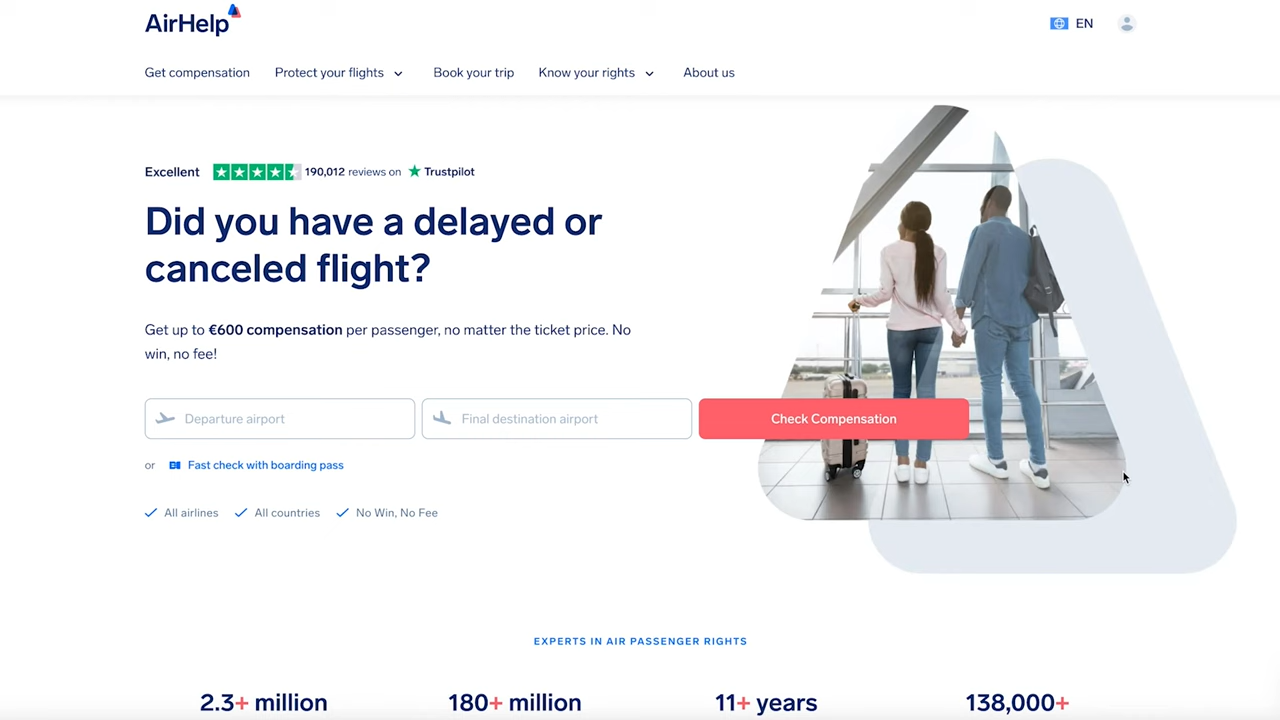 AirHelp
EN
Get compensation
Protect your flights
Book your trip
Know your rights
About us
Excellent
190,012 reviews on
Trustpilot
Did you have a delayed or
canceled flight?
Get up to €600 compensation per passenger, no matter the ticket price. No
win, no fee!
Departure airport
Final destination airport
Check Compensation
or
Fast check with boarding pass
All airlines
All countries
No Win, No Fee
EXPERTS IN AIR PASSENGER RIGHTS
2.3+ million
180+ million
11+ years
138,000+